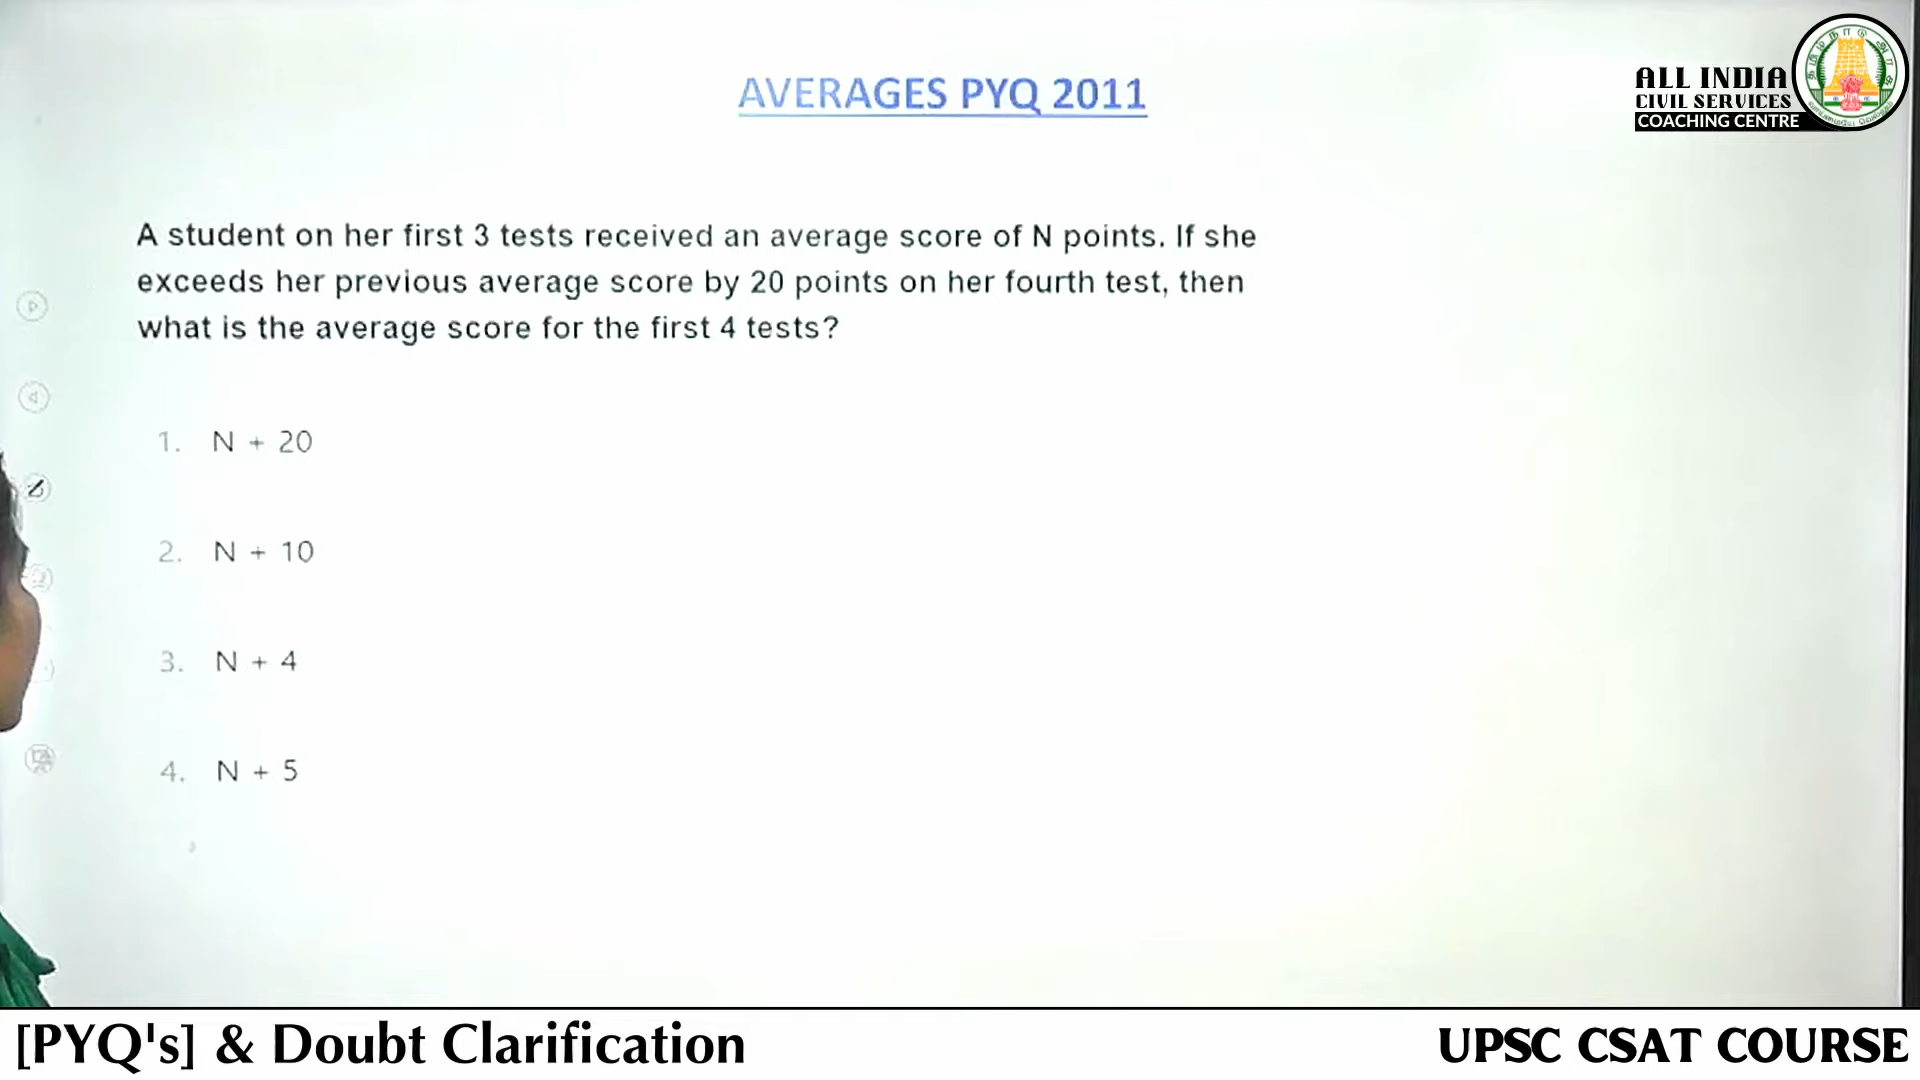 AVERAGES PYQ 2011
ALL INDIA
CIVIL SERVICES
COACHING CENTRE
A student on her first 3 tests received an average score of N points. If she
exceeds her previous average score by 20 points on her fourth test, then
what is the average score for the first 4 tests?
1. N + 20
2. N + 10
3. N + 4
4. N + 5
[PYQ's] & Doubt Clarification
UPSC CSAT COURSE